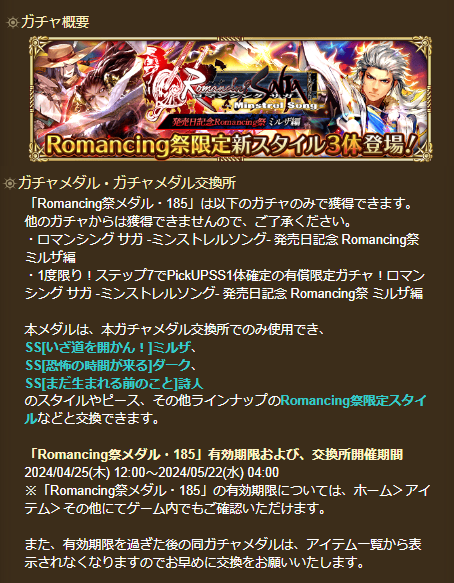 ガチャ概要
Romancing SaGa
Minstrel Song
発売日記念Romancing祭 ミルザ編
Romancing祭限定新スタイル3体登場!
ガチャメダル・ガチャメダル交換所
「Romancing祭メダル・185」は以下のガチャのみで獲得できます。
他のガチャからは獲得できませんので、ご了承ください。
・ロマンシング サガ -ミンストレルソング- 発売日記念 Romancing祭
ミルザ編
・1度限り！ステップ7でPickUPSS1体確定の有償限定ガチャ！ロマン
シング サガ -ミンストレルソング- 発売日記念 Romancing祭 ミルザ編
本メダルは、本ガチャメダル交換所でのみ使用でき、
SS[いざ道を開かん！]ミルザ、
SS[恐怖の時間が来る]ダーク、
SS[まだ生まれる前のこと]詩人
のスタイルやピース、その他ラインナップのRomancing祭限定スタイ
ルなどと交換できます。
「Romancing祭メダル・185」有効期限および、交換所開催期間
2024/04/25(木) 12:00～2024/05/22(水) 04:00
※「Romancing祭メダル・185」の有効期限については、ホーム＞アイ
テム＞その他にてゲーム内でもご確認いただけます。
また、有効期限を過ぎた後の同ガチャメダルは、アイテム一覧から表
示されなくなりますのでお早めに交換をお願いいたします。